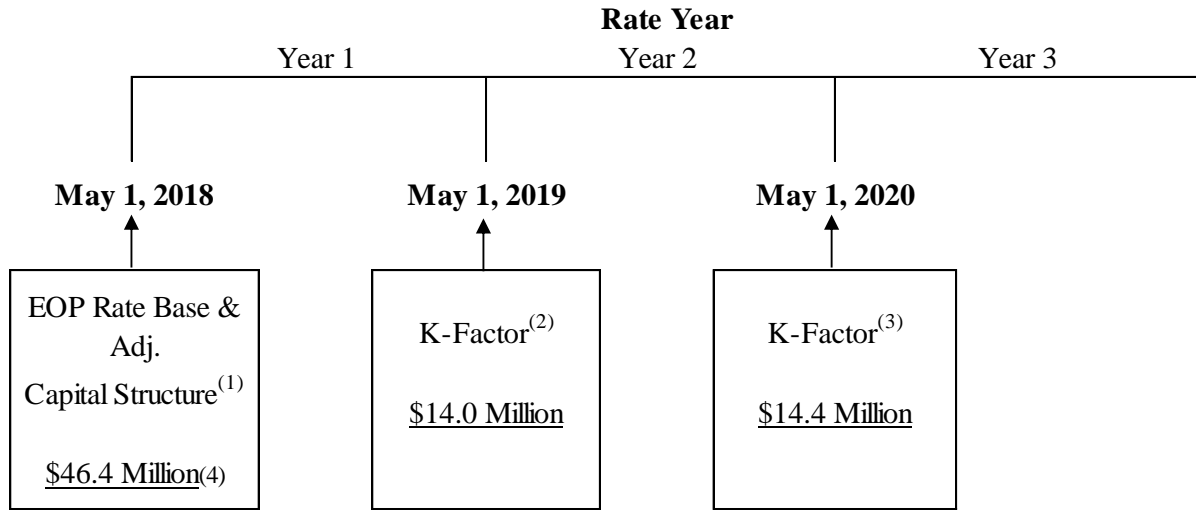 Rate Year
Year 1
Year 2
Year 3
May 1, 2018
May 1, 2019
May 1, 2020
EOP Rate Base &
Adj.
Capital Structure(1)
$46.4 Million(4)
K-Factor(2)
$14.0 Million
K-Factor(3)
$14.4 Million